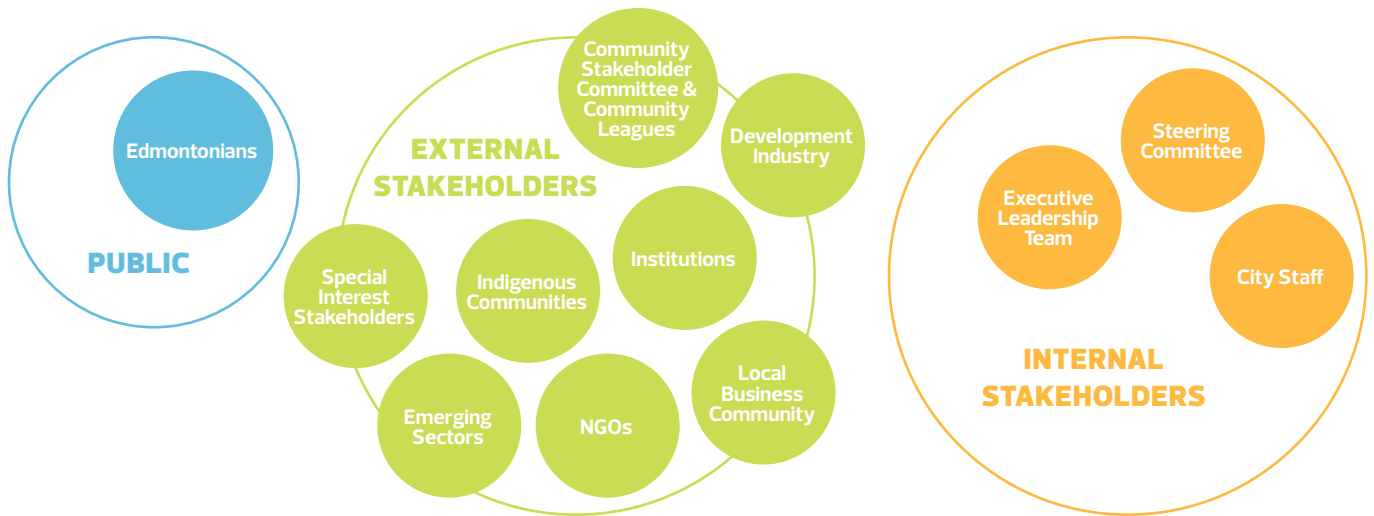 Edmontonians
PUBLIC
EXTERNAL
STAKEHOLDERS
Community
Stakeholder
Committee &
Community
Leagues
Development
Industry
Special
Interest
Stakeholders
Indigenous
Communities
Institutions
Emerging
Sectors
NGOs
Local
Business
Community
Executive
Leadership
Team
Steering
Committee
City Staff
INTERNAL
STAKEHOLDERS